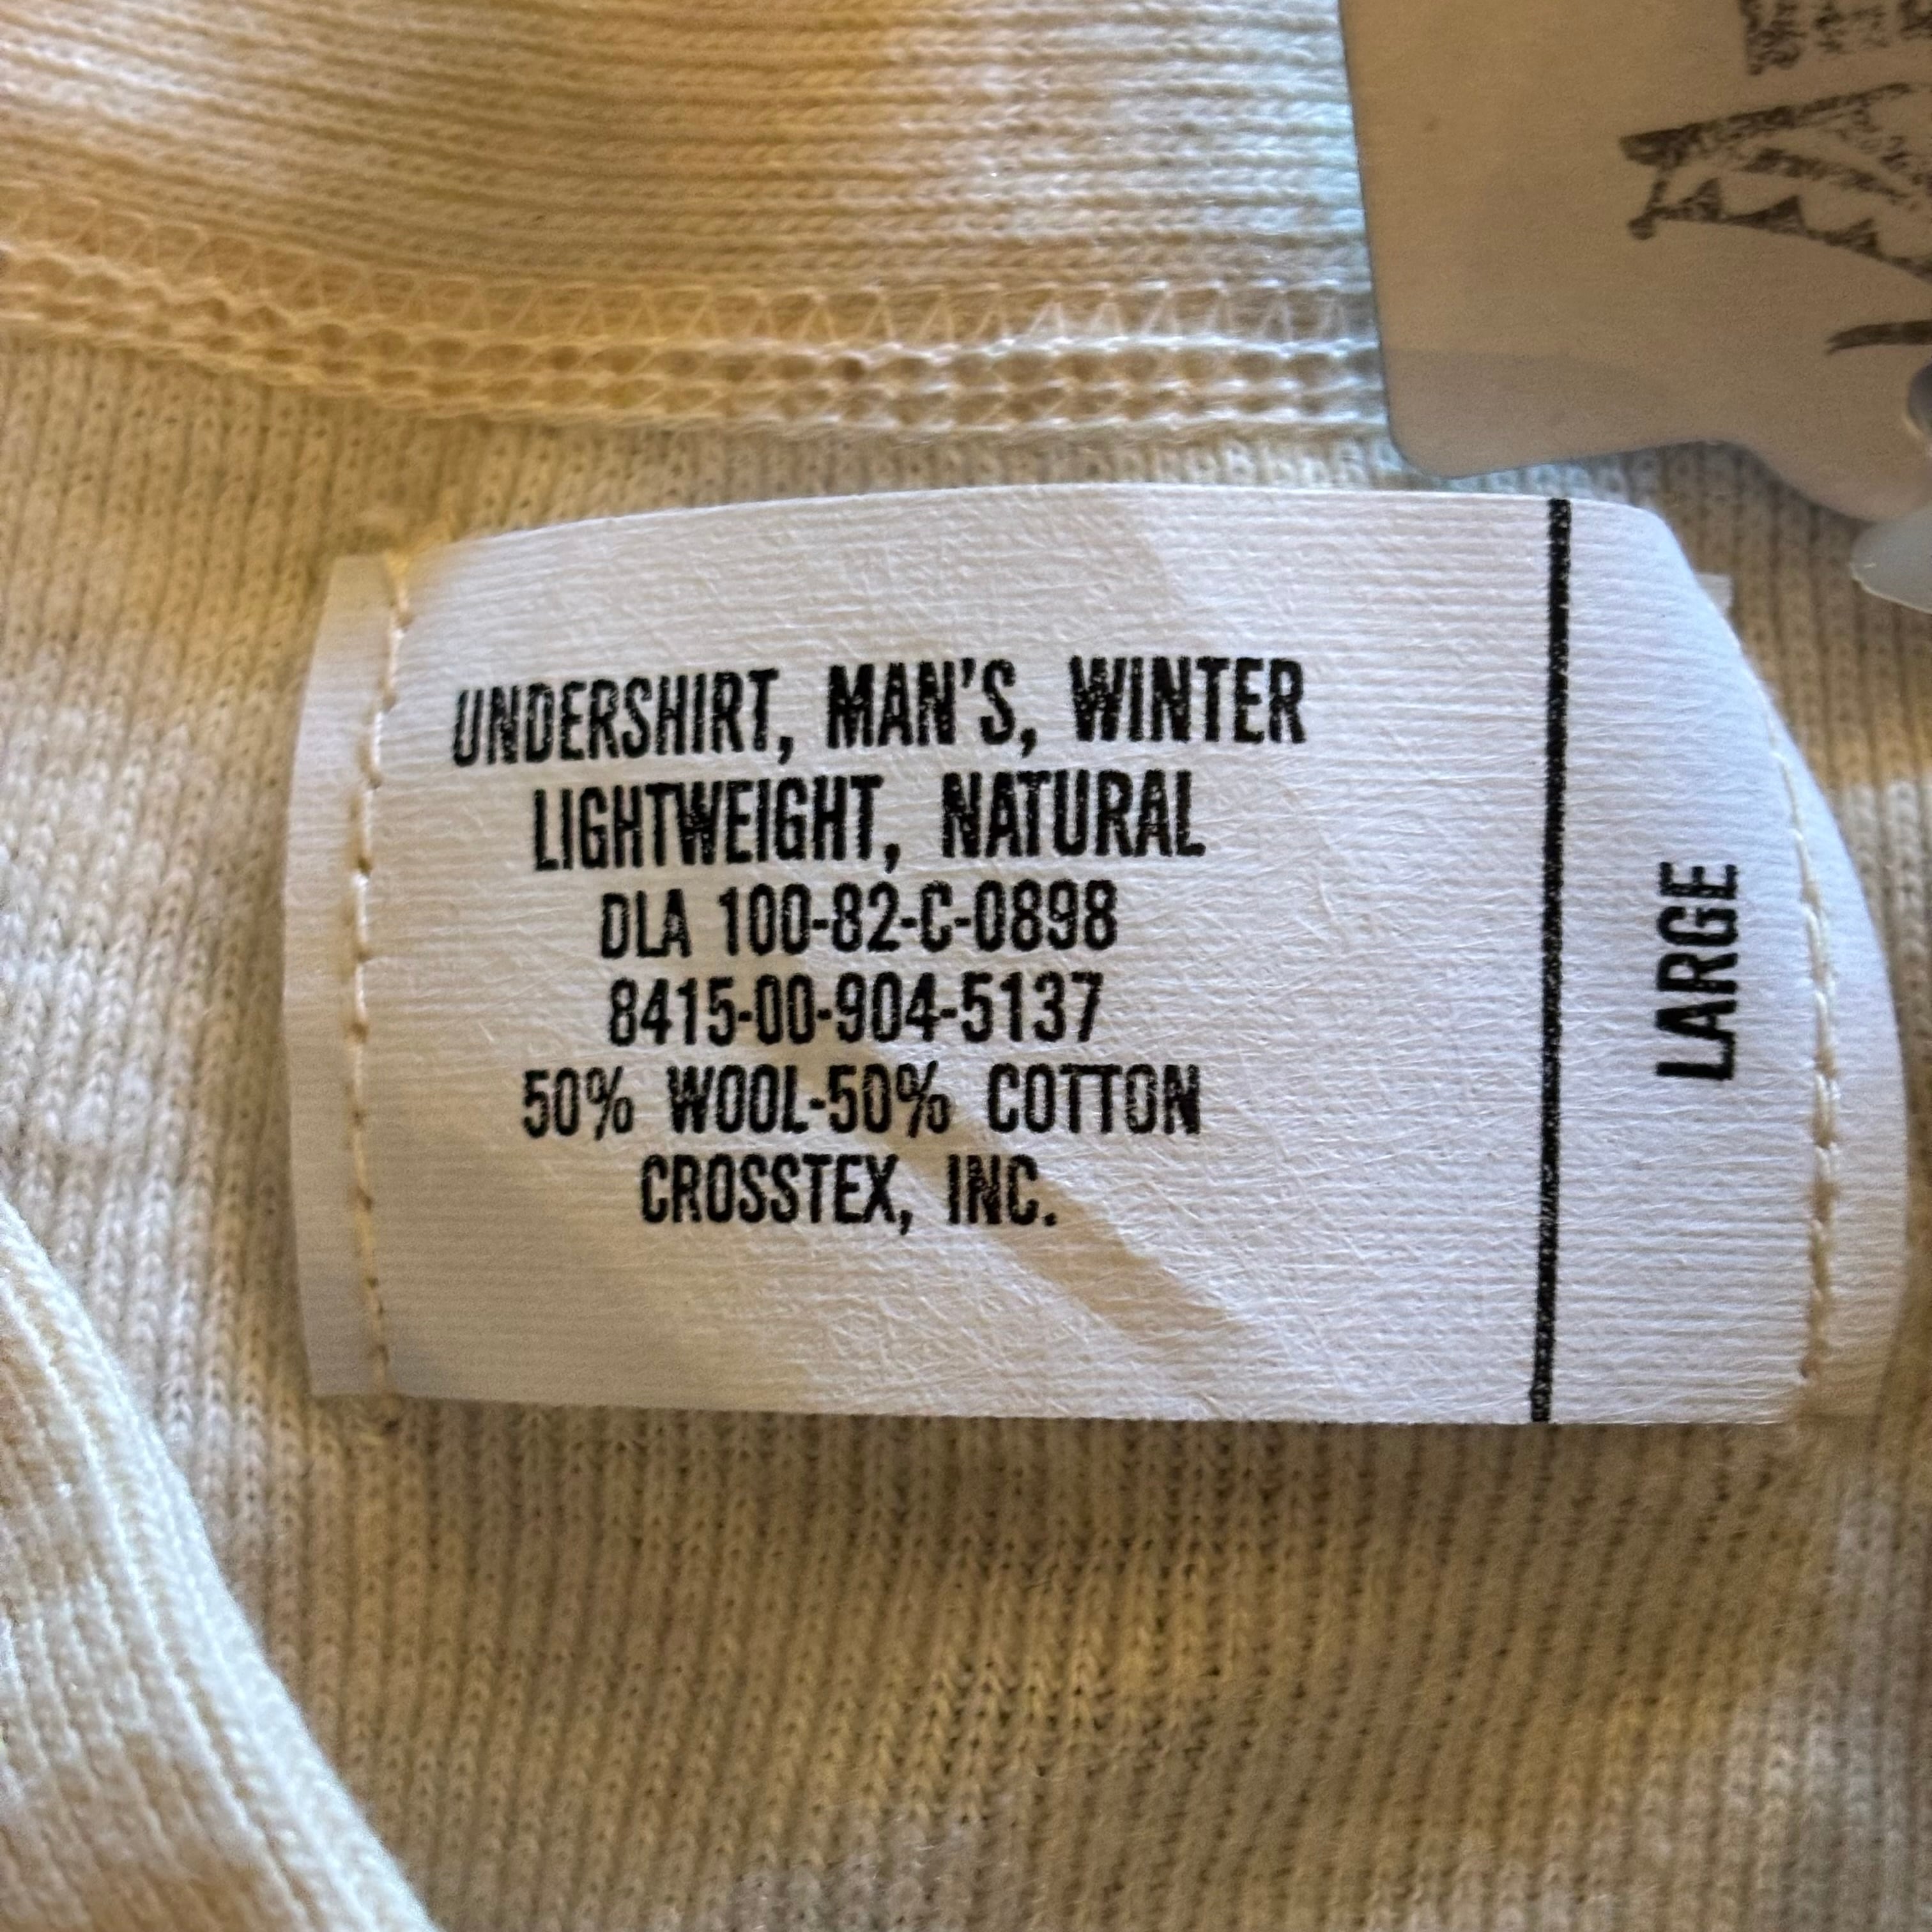 UNDERSHIRT, MAN'S, WINTER
LIGHTWEIGHT, NATURAL
DLA 100-82-C-0898
8415-00-904-5137
50% WOOL-50% COTTON
CROSSTEX, INC.
LARGE